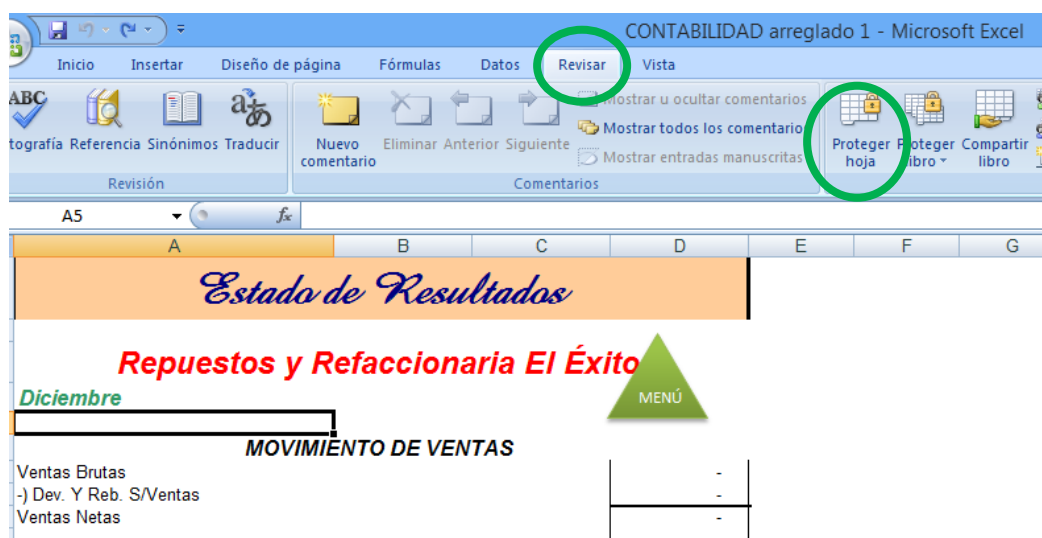 CONTABILIDAD arreglado 1 - Microsoft Excel
Inicio Insertar Diseño de página Fórmulas Datos Revisar Vista
ABC
Mostrar u ocultar comentarios
Mostrar todos los comentario
Mostrar entradas manuscritas
tografía Referencia Sinónimos Traducir Nuevo comentario Eliminar Anterior Siguiente Proteger hoja Proteger libro Compartir libro
Revisión Comentarios
A5 fx
A B C D E F G
Estado de Resultados
Repuestos y Refaccionaria El Éxito
Diciembre
MENÚ
MOVIMIENTO DE VENTAS
Ventas Brutas -
-) Dev. Y Reb. S/Ventas -
Ventas Netas -